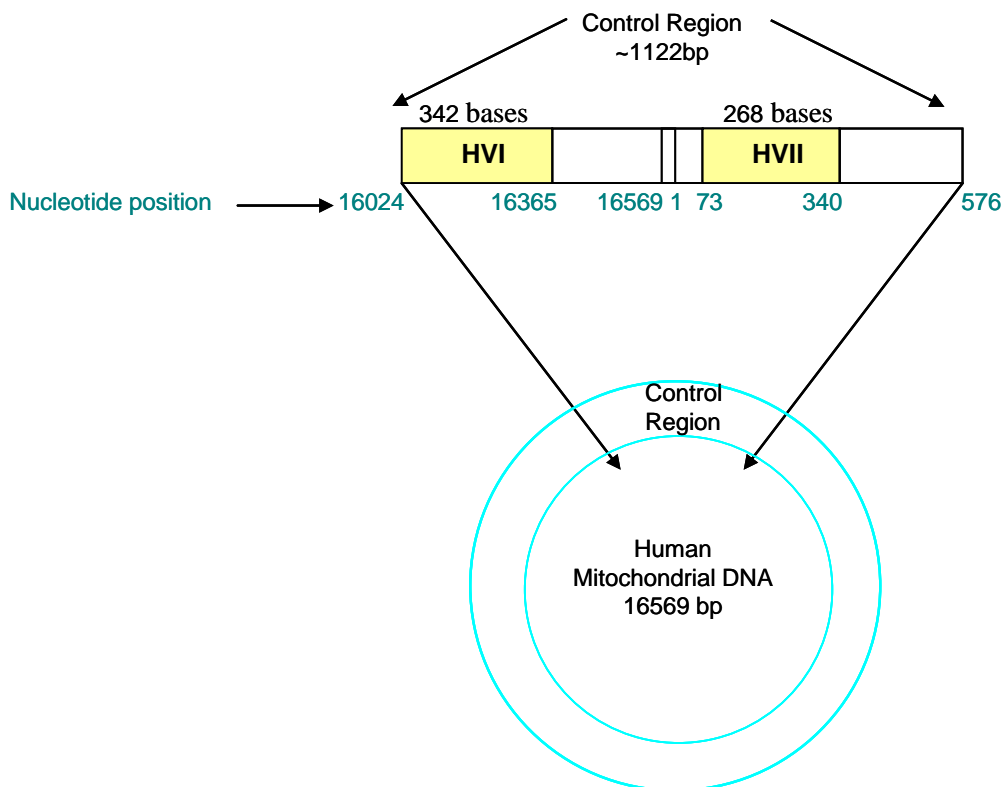 Control Region
~1122bp
342 bases
268 bases
HVI
HVII
Nucleotide position
16024
16365
16569 1
73
340
576
Control
Region
Human
Mitochondrial DNA
16569 bp